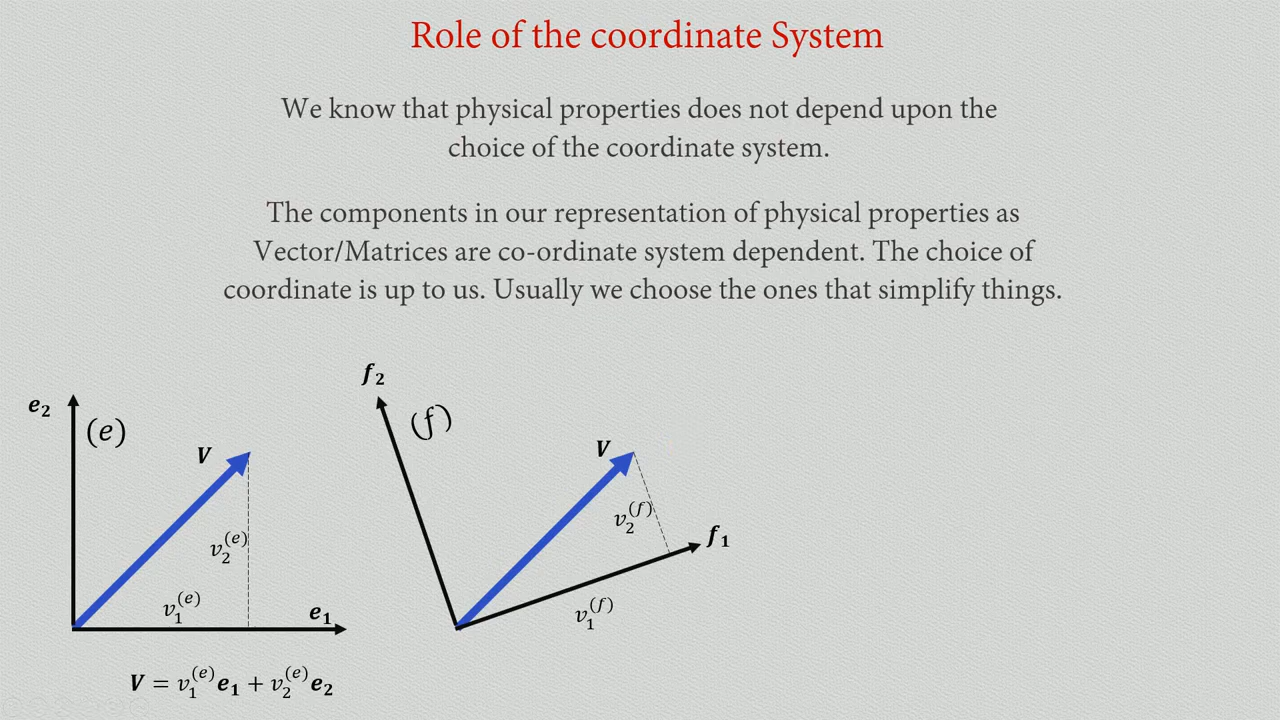 Role of the coordinate System
We know that physical properties does not depend upon the
choice of the coordinate system.
The components in our representation of physical properties as
Vector/Matrices are co-ordinate system dependent. The choice of
coordinate is up to us. Usually we choose the ones that simplify things.
e₂
(e)
V
v₂⁽ᵉ⁾
v₁⁽ᵉ⁾
e₁
V = v₁⁽ᵉ⁾e₁ + v₂⁽ᵉ⁾e₂
f₂
(f)
V
v₂⁽ᶠ⁾
f₁
v₁⁽ᶠ⁾